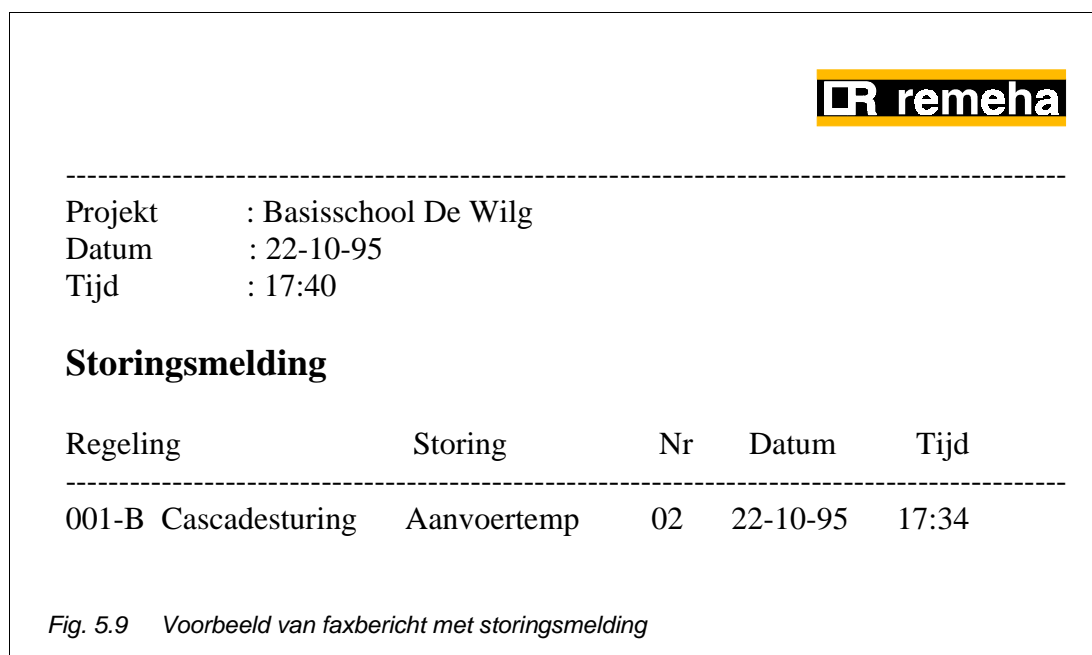 remeha
--------------------------------------------------------------------------------------------
Projekt : Basisschool De Wilg
Datum : 22-10-95
Tijd : 17:40
Storingsmelding
Regeling Storing Nr Datum Tijd
--------------------------------------------------------------------------------------------
001-B Cascadesturing Aanvoertemp 02 22-10-95 17:34
Fig. 5.9 Voorbeeld van faxbericht met storingsmelding